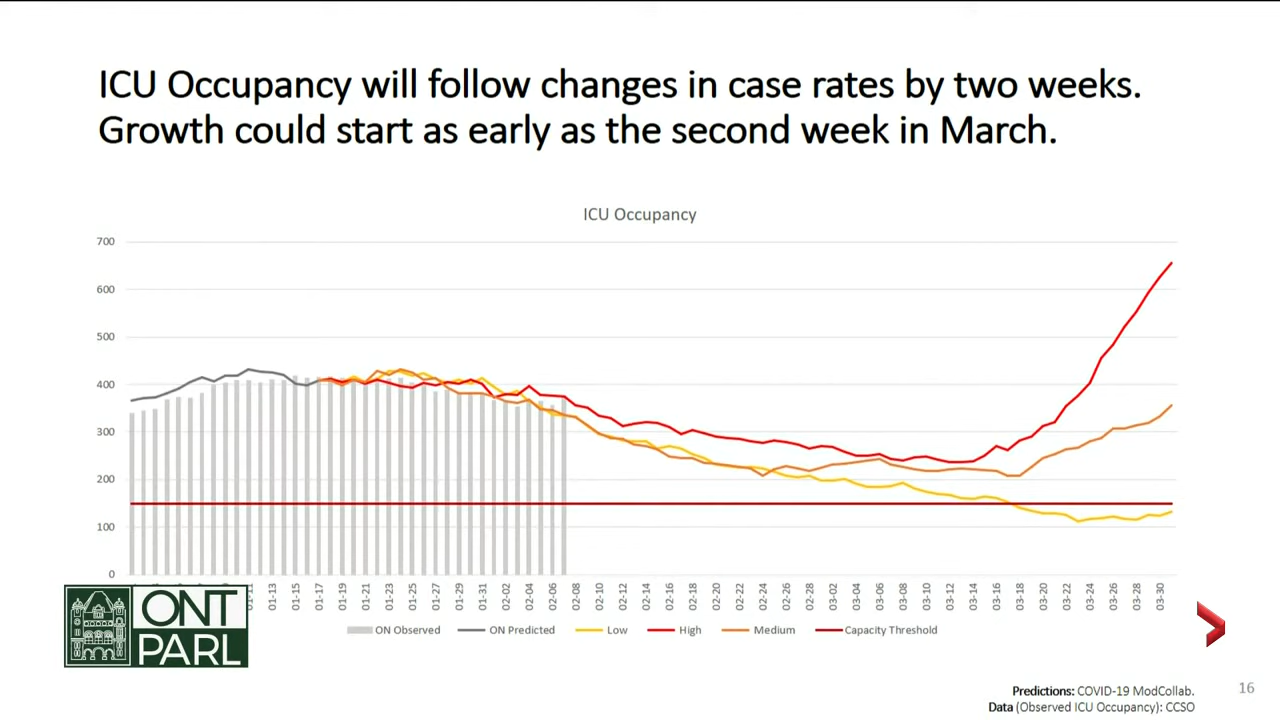 ICU Occupancy will follow changes in case rates by two weeks.
Growth could start as early as the second week in March.
ICU Occupancy
700
600
500
400
300
200
100
0
01-11 01-13 01-15 01-17 01-19 01-21 01-23 01-25 01-27 01-29 01-31 02-02 02-04 02-06 02-08 02-10 02-12 02-14 02-16 02-18 02-20 02-22 02-24 02-26 02-28 03-02 03-04 03-06 03-08 03-10 03-12 03-14 03-16 03-18 03-20 03-22 03-24 03-26 03-28 03-30
ON Observed ON Predicted Low High Medium Capacity Threshold
ONT
PARL
Predictions: COVID-19 ModCollab.
Data (Observed ICU Occupancy): CCSO
16